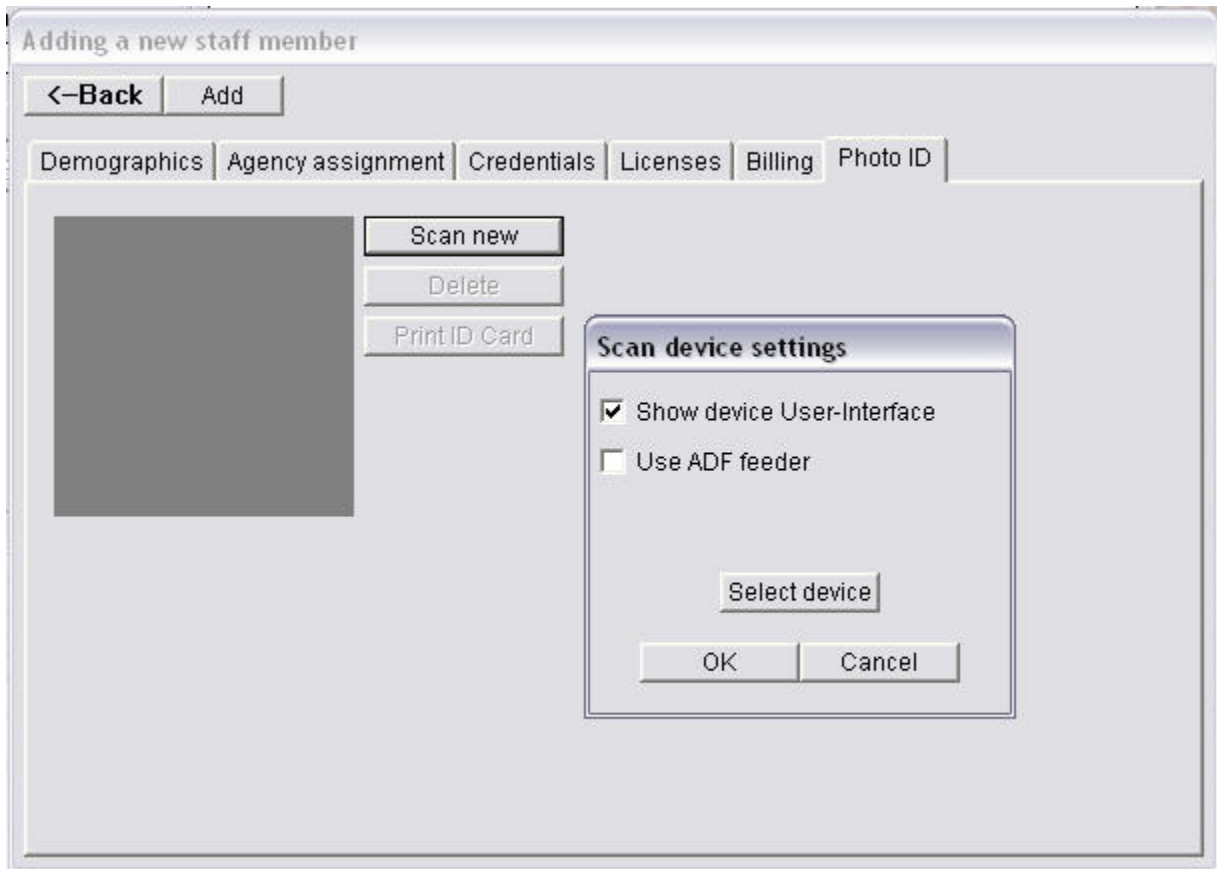 Adding a new staff member
<–Back Add
Demographics Agency assignment Credentials Licenses Billing Photo ID
Scan new
Delete
Print ID Card
Scan device settings
Show device User-Interface
Use ADF feeder
Select device
OK Cancel